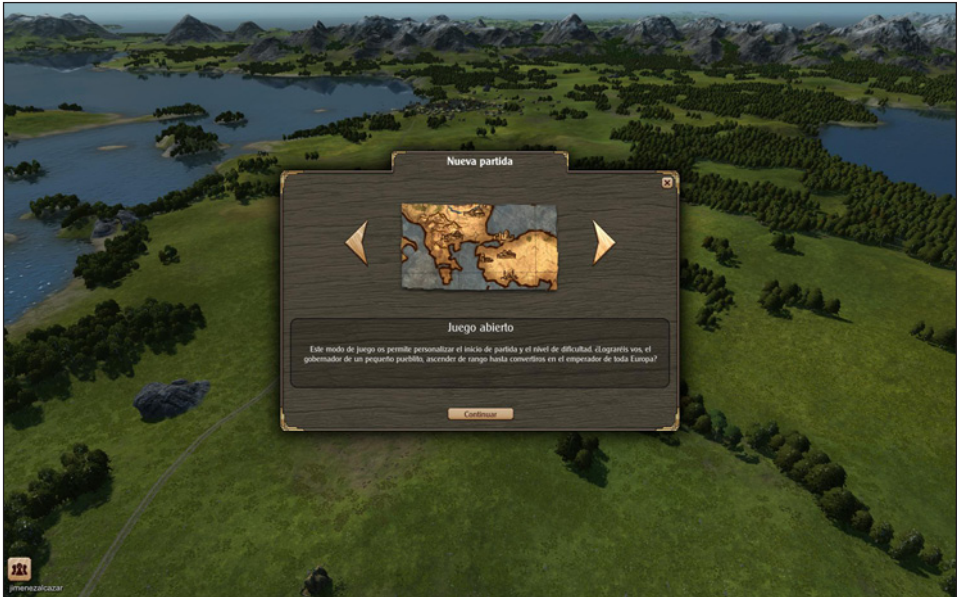 Nueva partida
Juego abierto
Este modo de juego os permite personalizar el inicio de partida y el nivel de dificultad. ¿Lograréis vos, el
gobernador de un pequeño pueblito, ascender de rango hasta convertiros en el emperador de toda Europa?
Continuar
jimenezalcazar